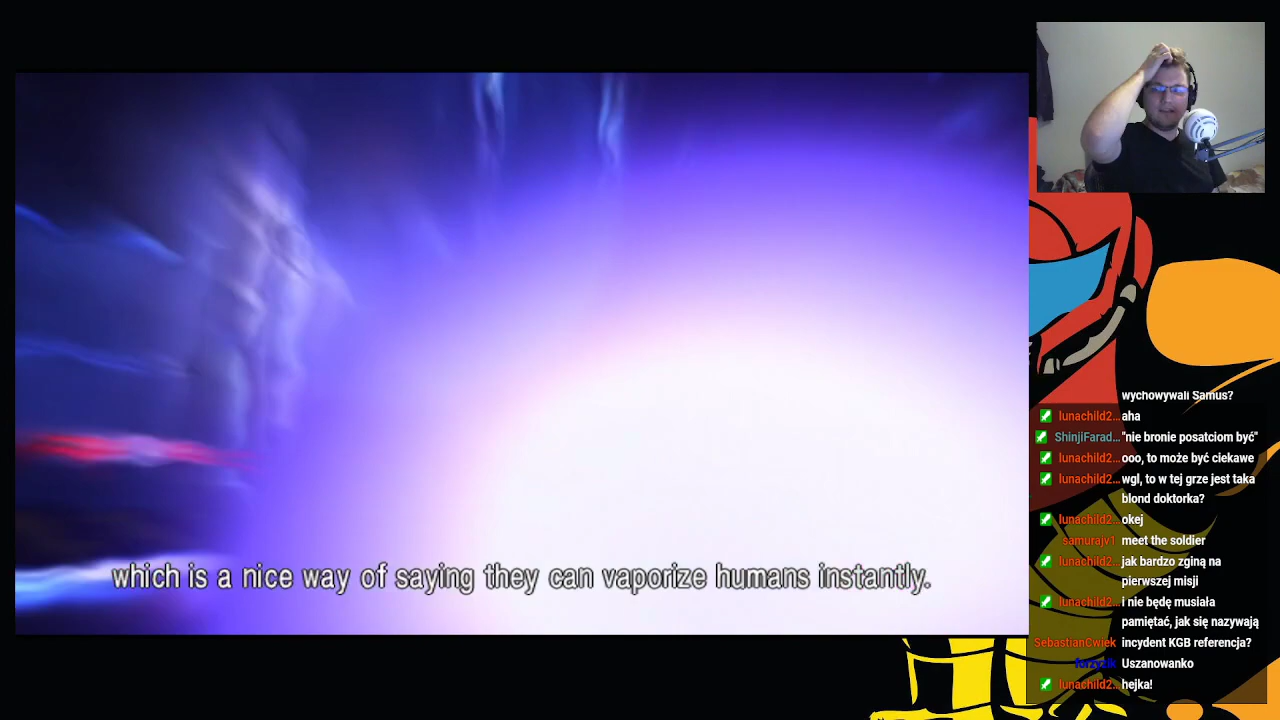 which is a nice way of saying they can vaporize humans instantly.
wychowywali Samus?
lunachild2... aha
ShinjiFarad... "nie bronie posatciom być"
lunachild2... ooo, to może być ciekawe
lunachild2... wgl, to w tej grze jest taka
blond doktorka?
lunachild2... okej
samurajv1 meet the soldier
lunachild2... jak bardzo zginą na
pierwszej misji
lunachild2... i nie będę musiała
pamiętać, jak się nazywają
SebastianCwiek incydent KGB referencja?
forzyzik Uszanowanko
lunachild2... hejka!